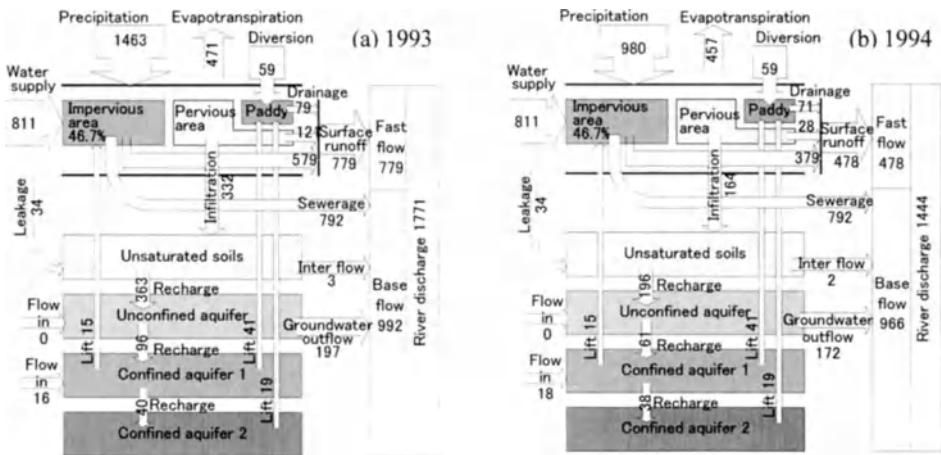 Precipitation
1463
Evapotranspiration
471
Diversion
59
(a) 1993
Water
supply
811
Impervious
area
46.7%
Pervious
area
Paddy
Drainage
79
121
579
Surface
runoff
779
Fast
flow
779
Infiltration
332
Leakage
34
Sewerage
792
River discharge 1771
Unsaturated soils
Inter flow
3
363
Recharge
Unconfined aquifer
Flow
in
0
Lift 15
Lift 41
Groundwater
outflow
197
Base
flow
992
96
Recharge
Confined aquifer 1
Flow
in
16
Lift 19
40
Recharge
Confined aquifer 2
Precipitation
980
Evapotranspiration
457
Diversion
59
(b) 1994
Water
supply
811
Impervious
area
46.7%
Pervious
area
Paddy
Drainage
71
28
379
Surface
runoff
478
Fast
flow
478
Infiltration
164
Leakage
34
Sewerage
792
River discharge 1444
Unsaturated soils
Inter flow
2
196
Recharge
Unconfined aquifer
Flow
in
0
Lift 15
Lift 41
Groundwater
outflow
172
Base
flow
966
61
Recharge
Confined aquifer 1
Flow
in
18
Lift 19
38
Recharge
Confined aquifer 2